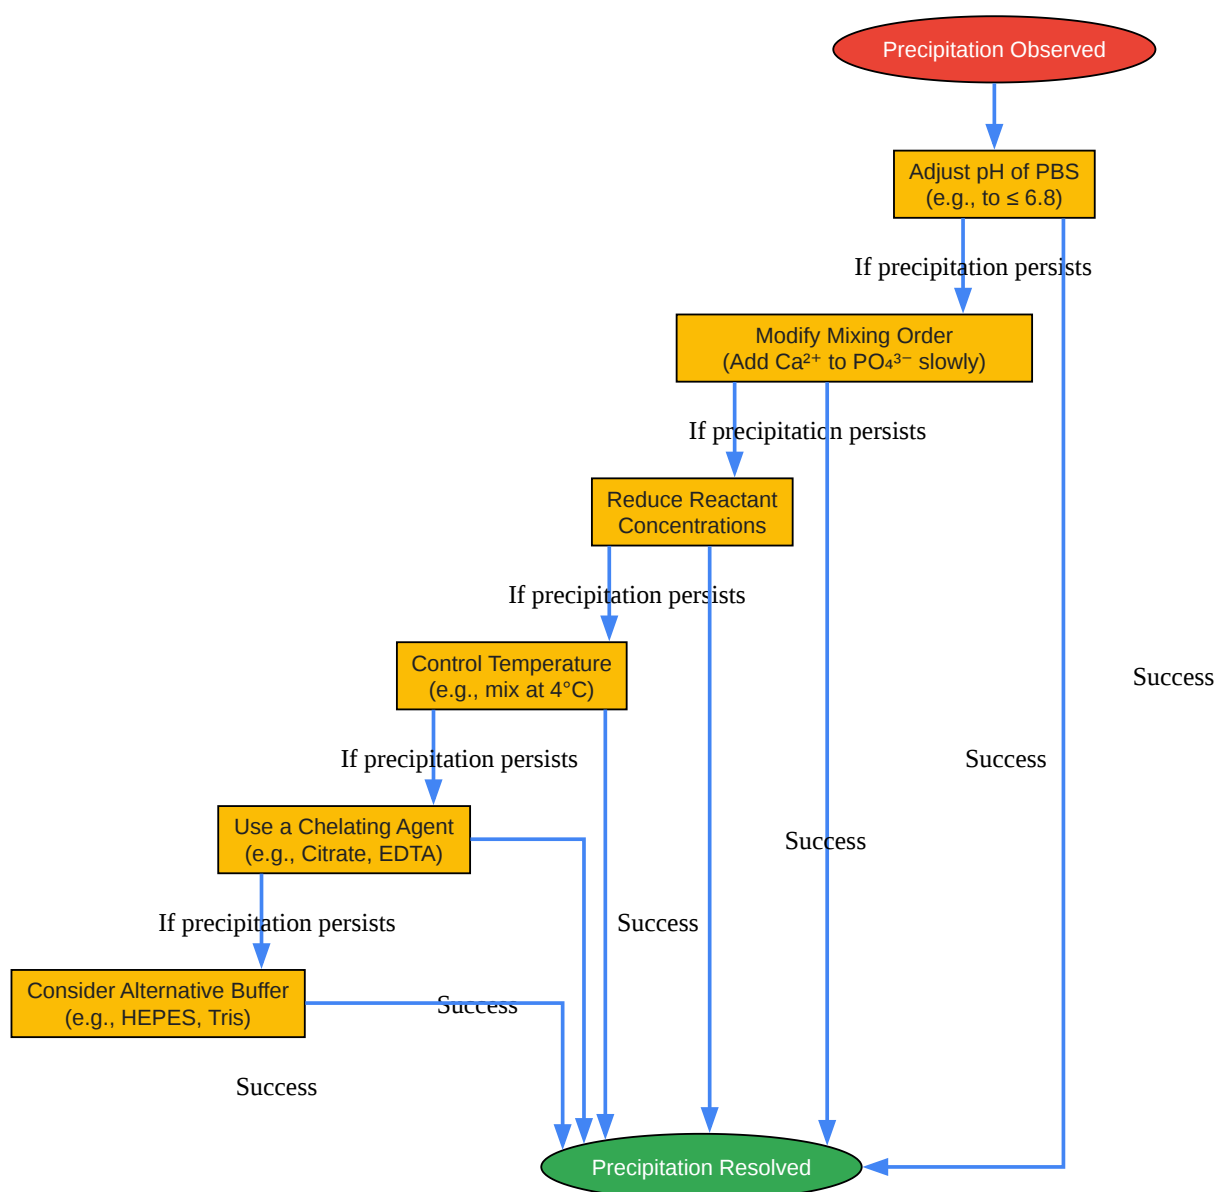 Precipitation Observed
Adjust pH of PBS
(e.g., to ≤ 6.8)
If precipitation persists
Modify Mixing Order
(Add Ca²⁺ to PO₄³⁻ slowly)
If precipitation persists
Reduce Reactant
Concentrations
If precipitation persists
Control Temperature
(e.g., mix at 4°C)
Success
If precipitation persists
Success
Use a Chelating Agent
(e.g., Citrate, EDTA)
Success
If precipitation persists
Success
Consider Alternative Buffer
(e.g., HEPES, Tris)
Success
Success
Precipitation Resolved